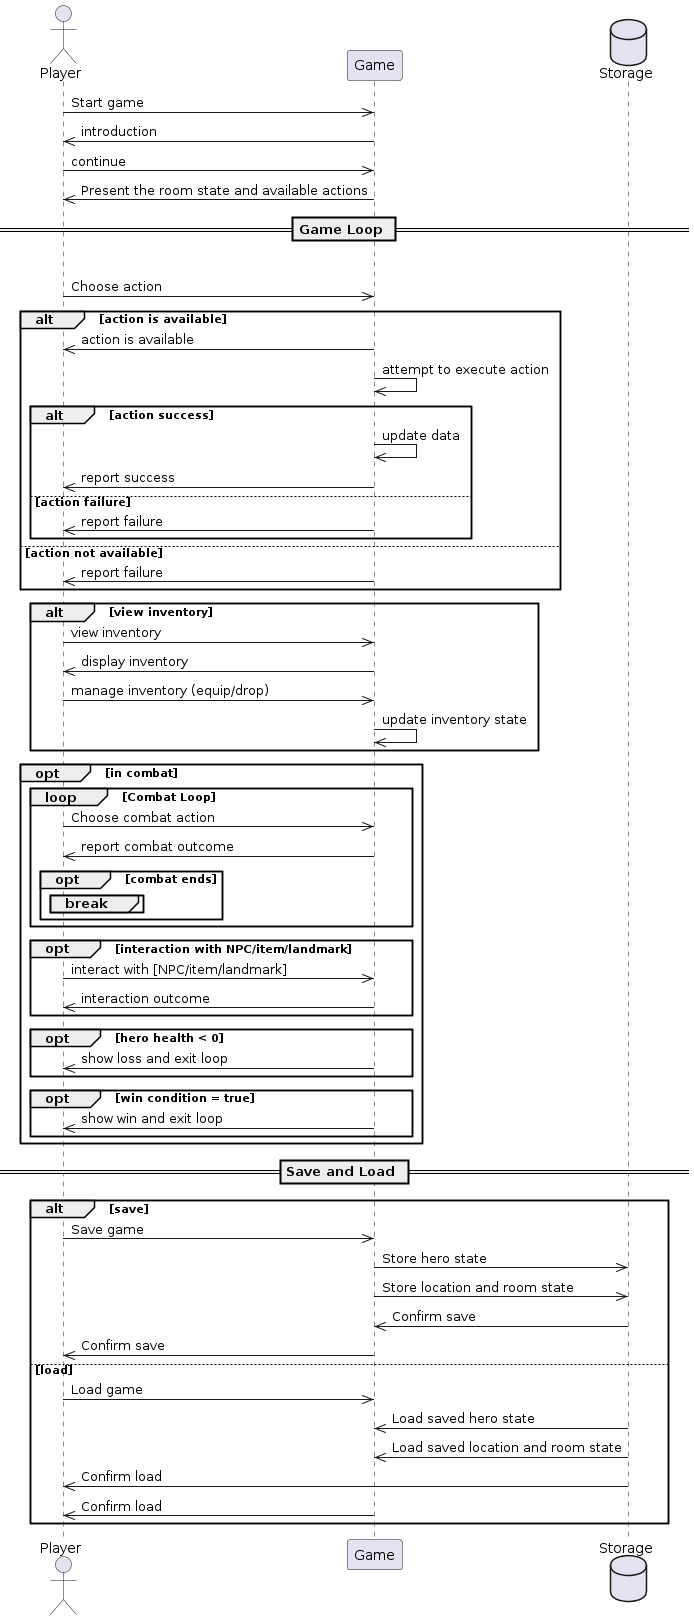 Player
Game
Storage
Start game
introduction
continue
Present the room state and available actions
Game Loop
Choose action
alt [action is available]
action is available
attempt to execute action
alt [action success]
update data
report success
[action failure]
report failure
[action not available]
report failure
alt [view inventory]
view inventory
display inventory
manage inventory (equip/drop)
update inventory state
opt [in combat]
loop [Combat Loop]
Choose combat action
report combat outcome
opt [combat ends]
break
opt [interaction with NPC/item/landmark]
interact with [NPC/item/landmark]
interaction outcome
opt [hero health < 0]
show loss and exit loop
opt [win condition = true]
show win and exit loop
Save and Load
alt [save]
Save game
Store hero state
Store location and room state
Confirm save
Confirm save
[load]
Load game
Load saved hero state
Load saved location and room state
Confirm load
Confirm load
Player
Game
Storage